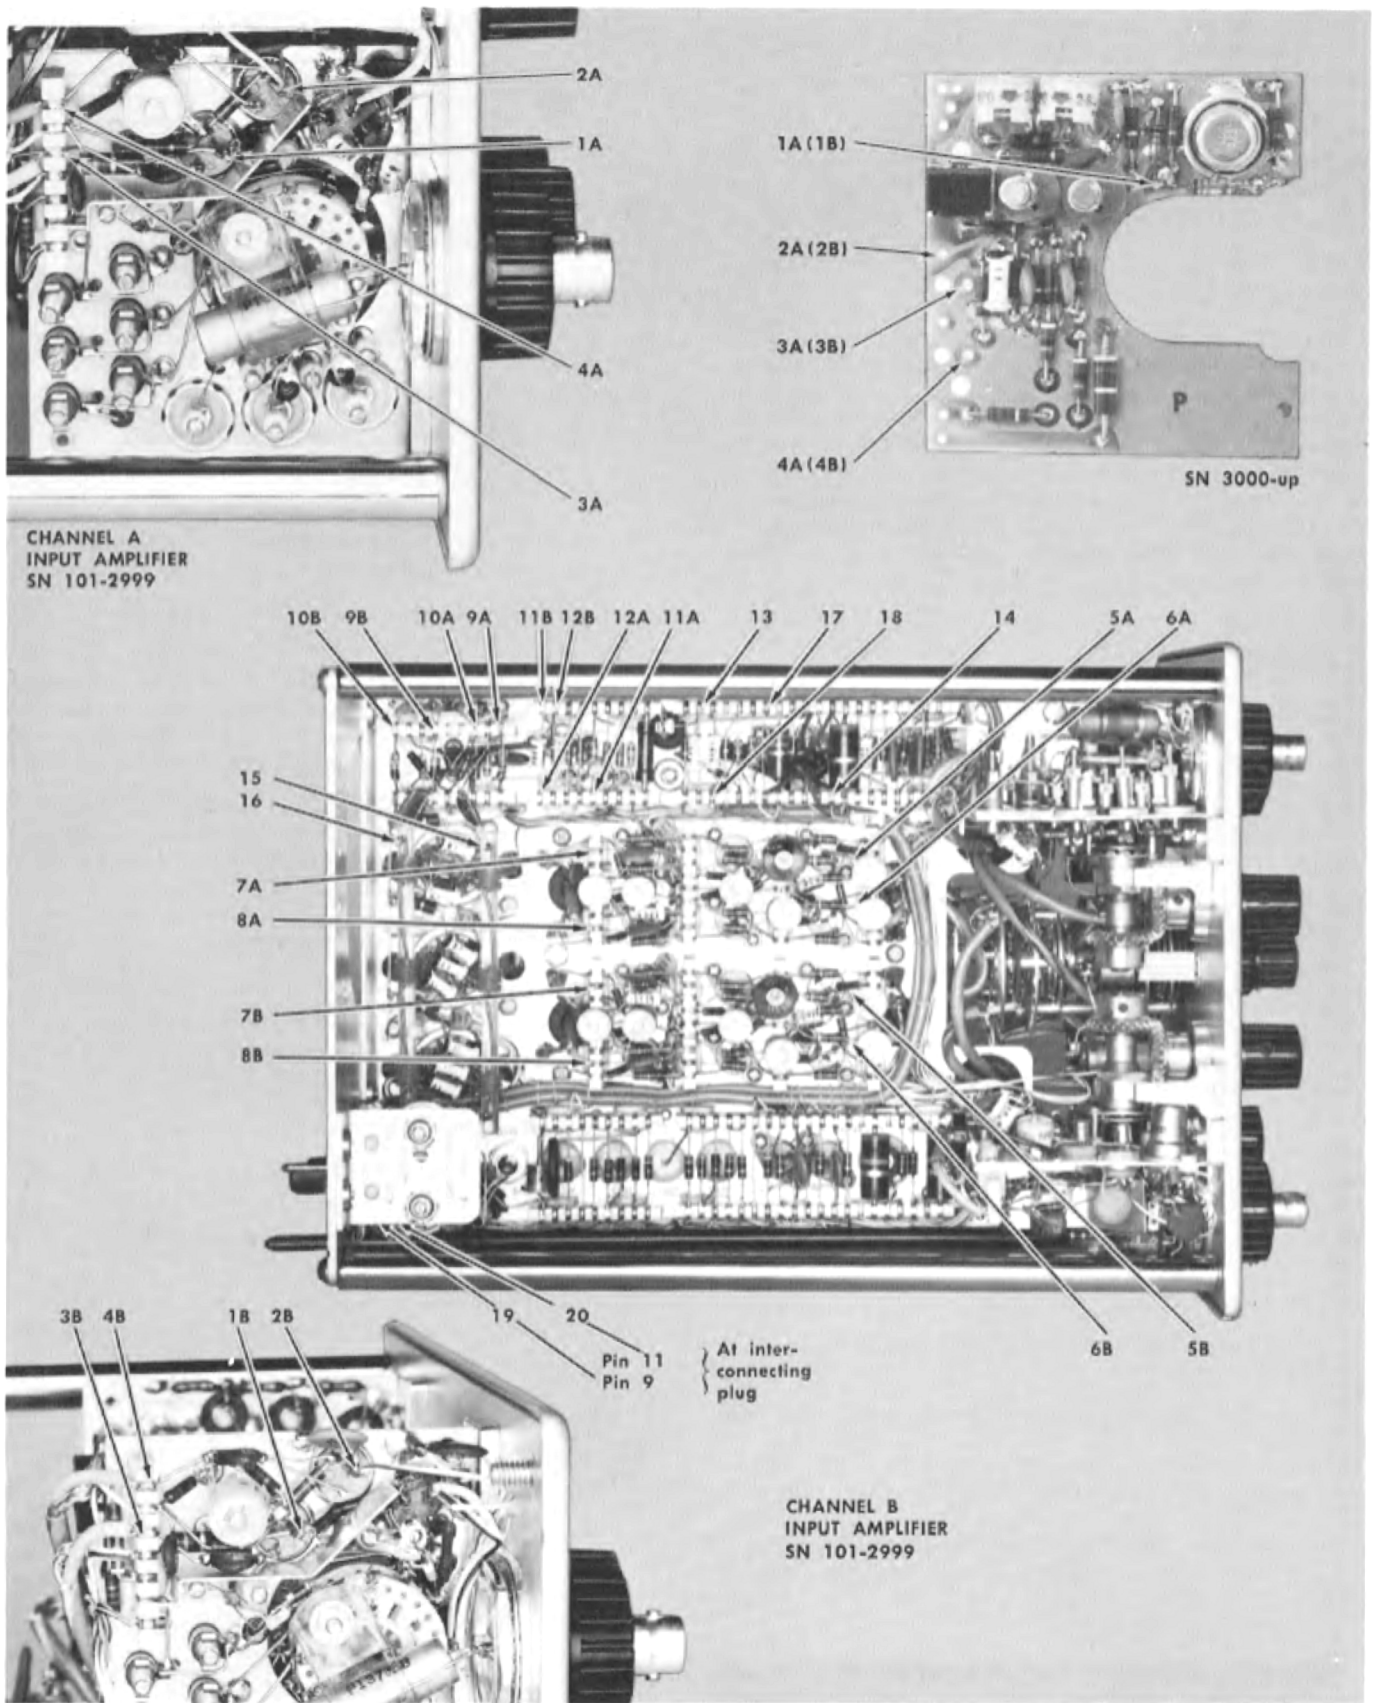 2A
1A
4A
3A
CHANNEL A
INPUT AMPLIFIER
SN 101-2999
1A(1B)
2A(2B)
3A(3B)
4A(4B)
P
SN 3000-up
10B 9B 10A 9A 11B 12B 12A 11A 13 17 18 14 5A 6A
15
16
7A
8A
7B
8B
19 20 6B 5B
Pin 11
Pin 9
At inter-
connecting
plug
3B 4B 1B 2B
CHANNEL B
INPUT AMPLIFIER
SN 101-2999